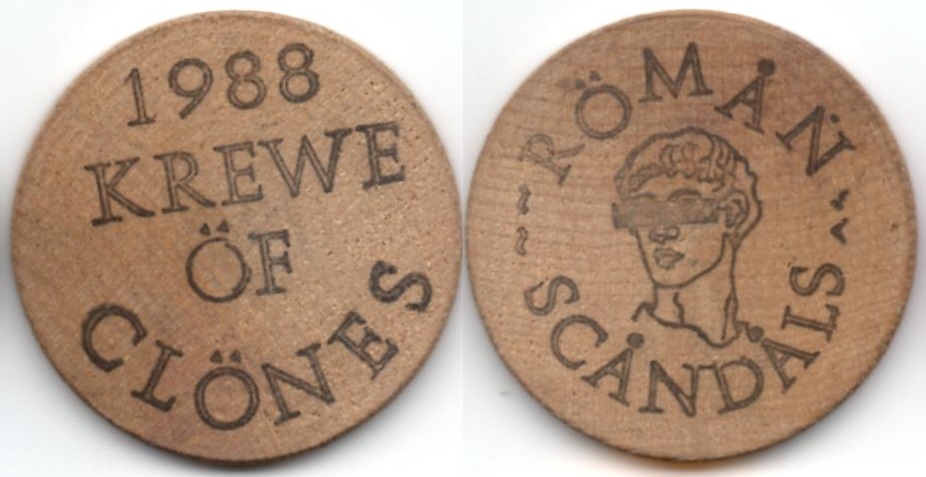 1988
KREWE
ÖF
CLÖNES
RÖMÅN
SCÅNDÅLS